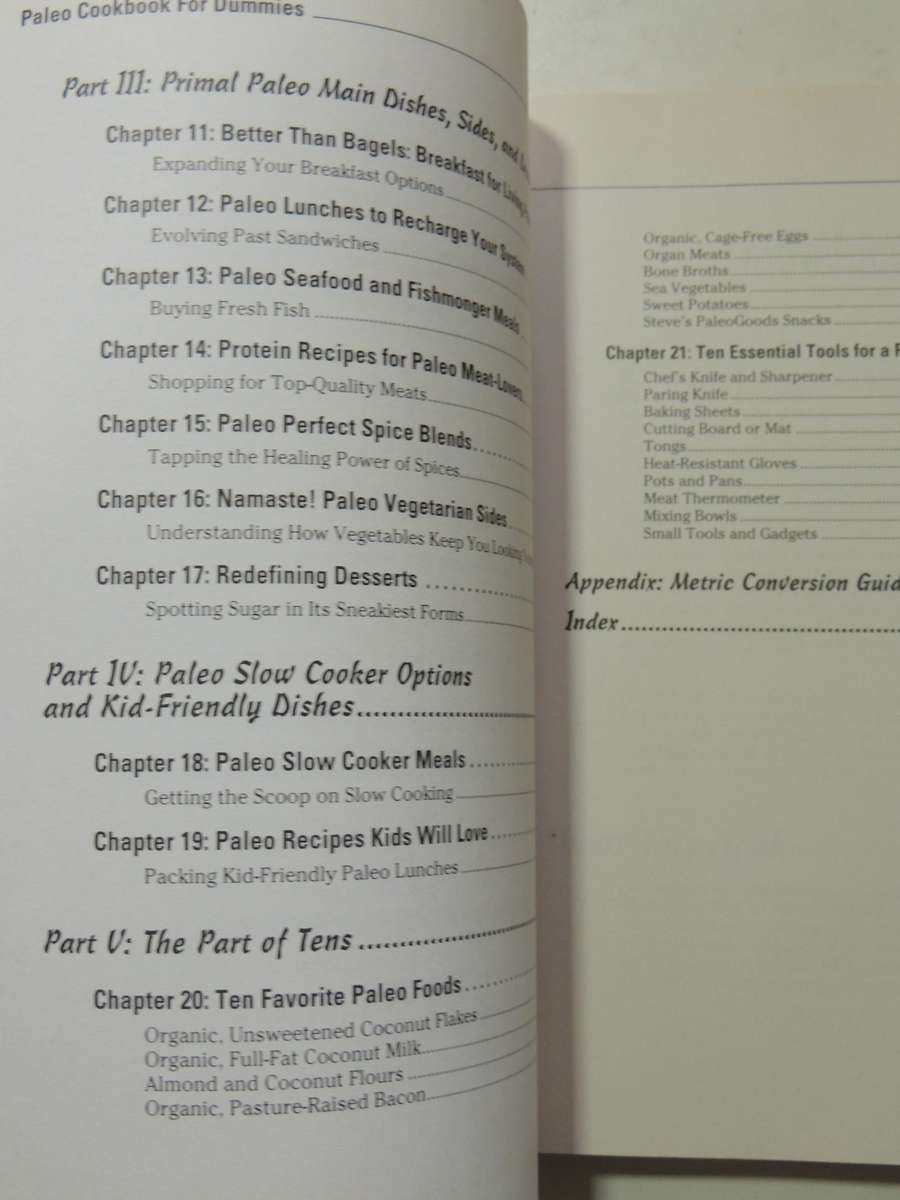 Paleo Cookbook For Dummies
Part III: Primal Paleo Main Dishes, Sides, and
Chapter 11: Better Than Bagels: Breakfast for Living
Expanding Your Breakfast Options
Chapter 12: Paleo Lunches to Recharge Your System
Evolving Past Sandwiches
Chapter 13: Paleo Seafood and Fishmonger Meals
Buying Fresh Fish
Chapter 14: Protein Recipes for Paleo Meat-Lovers
Shopping for Top-Quality Meats
Chapter 15: Paleo Perfect Spice Blends
Tapping the Healing Power of Spices
Chapter 16: Namaste! Paleo Vegetarian Sides
Understanding How Vegetables Keep You Looking
Chapter 17: Redefining Desserts
Spotting Sugar in Its Sneakiest Forms
Part IV: Paleo Slow Cooker Options
and Kid-Friendly Dishes
Chapter 18: Paleo Slow Cooker Meals
Getting the Scoop on Slow Cooking
Chapter 19: Paleo Recipes Kids Will Love
Packing Kid-Friendly Paleo Lunches
Part V: The Part of Tens
Chapter 20: Ten Favorite Paleo Foods
Organic, Unsweetened Coconut Flakes
Organic, Full-Fat Coconut Milk
Almond and Coconut Flours
Organic, Pasture-Raised Bacon
Organic, Cage-Free Eggs
Organ Meats
Bone Broths
Sea Vegetables
Sweet Potatoes
Steve's PaleoGoods Snacks
Chapter 21: Ten Essential Tools for a
Chef's Knife and Sharpener
Paring Knife
Baking Sheets
Cutting Board or Mat
Tongs
Heat-Resistant Gloves
Pots and Pans
Meat Thermometer
Mixing Bowls
Small Tools and Gadgets
Appendix: Metric Conversion
Index